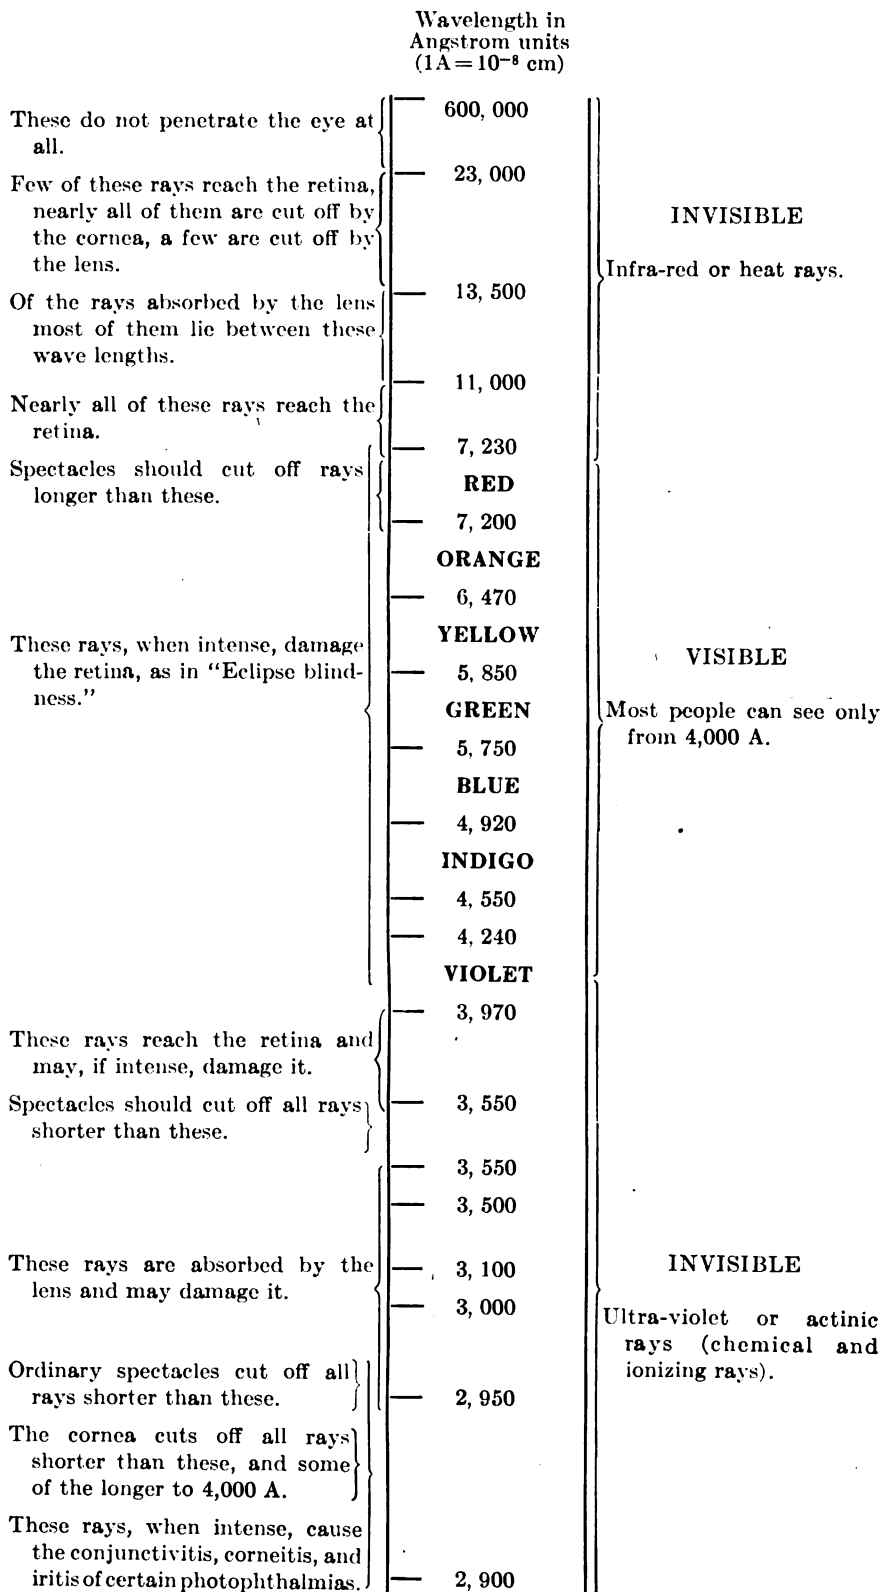 Wavelength in
Angstrom units
(1A=10⁻⁸ cm)
600, 000
These do not penetrate the eye at
all.
23, 000
Few of these rays reach the retina,
nearly all of them are cut off by
the cornea, a few are cut off by
the lens.
INVISIBLE
Infra-red or heat rays.
13, 500
Of the rays absorbed by the lens
most of them lie between these
wave lengths.
11, 000
Nearly all of these rays reach the
retina.
7, 230
Spectacles should cut off rays
longer than these.
RED
7, 200
ORANGE
6, 470
YELLOW
These rays, when intense, damage
the retina, as in "Eclipse blind-
ness."
VISIBLE
5, 850
GREEN
Most people can see only
from 4,000 A.
5, 750
BLUE
4, 920
INDIGO
4, 550
4, 240
VIOLET
3, 970
These rays reach the retina and
may, if intense, damage it.
3, 550
Spectacles should cut off all rays
shorter than these.
3, 550
3, 500
These rays are absorbed by the
lens and may damage it.
3, 100
INVISIBLE
3, 000
Ultra-violet or actinic
rays (chemical and
ionizing rays).
Ordinary spectacles cut off all
rays shorter than these.
2, 950
The cornea cuts off all rays
shorter than these, and some
of the longer to 4,000 A.
These rays, when intense, cause
the conjunctivitis, corneitis, and
iritis of certain photophthalmias.
2, 900